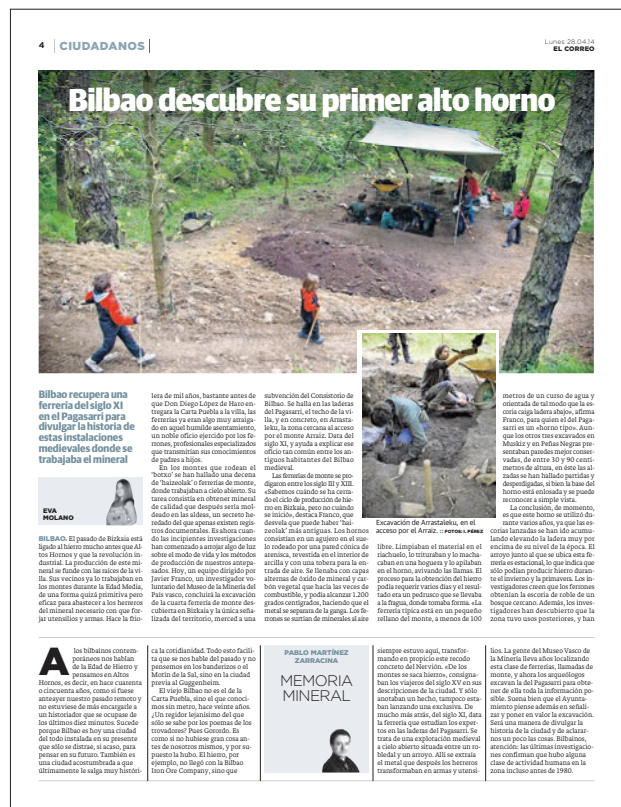 4 CIUDADANOS
Lunes 28.04.14
EL CORREO
Bilbao descubre su primer alto horno
Bilbao recupera una
ferrería del siglo XI
en el Pagasarri para
divulgar la historia de
estas instalaciones
medievales donde se
trabajaba el mineral
EVA
MOLANO
BILBAO. El pasado de Bizkaia está
ligado al hierro mucho antes que Al-
tos Hornos y que la revolución in-
dustrial. La producción de este mi-
neral se funde con las raíces de la vi-
lla. Sus vecinos ya lo trabajaban en
los montes durante la Edad Media,
de una forma quizá primitiva pero
eficaz para abastecer a los herreros
del mineral necesario con que for-
jar utensilios y armas. Hace la frio-
lera de mil años, bastante antes de
que Don Diego López de Haro en-
tregara la Carta Puebla a la villa, las
ferrerías ya eran algo muy arraiga-
do en aquel humilde asentamiento,
un noble oficio ejercido por los fe-
rrones, profesionales especializados
que transmitían sus conocimientos
de padres a hijos.
En los montes que rodean el
'botxo' se han hallado una decena
de 'haizeolak' o ferrerías de monte,
donde trabajaban a cielo abierto. Su
tarea consistía en obtener mineral
de calidad que después sería mol-
deado en las aldeas, un secreto he-
redado del que apenas existen regis-
tros documentales. Es ahora cuan-
do las incipientes investigaciones
han comenzado a arrojar algo de luz
sobre el modo de vida y los métodos
de producción de nuestros antepa-
sados. Hoy, un equipo dirigido por
Javier Franco, un investigador vo-
luntario del Museo de la Minería del
País vasco, concluirá la excavación
de la cuarta ferrería de monte des-
cubierta en Bizkaia y la única seña-
lizada del territorio, merced a una
subvención del Consistorio de
Bilbao. Se halla en las laderas
del Pagasarri, el techo de la vi-
lla, y en concreto, en Arrasta-
leku, la zona cercana al acceso
por el monte Arraiz. Data del
siglo XI, y ayuda a explicar ese
oficio tan común entre los an-
tiguos habitantes del Bilbao
medieval.
Las ferrerías de monte se pro-
digaron entre los siglo III y XIII.
«Sabemos cuándo se ha cerra-
do el ciclo de producción de hie-
rro en Bizkaia, pero no cuándo
se inició», destaca Franco, que
desvela que puede haber 'hai-
zeolak' más antiguas. Los hornos
consistían en un agujero en el sue-
lo rodeado por una pared cónica de
arenisca, revestida en el interior de
arcilla y con una tobera para la en-
trada de aire. Se llenaba con capas
alternas de óxido de mineral y car-
bón vegetal que hacía las veces de
combustible, y podía alcanzar 1.200
grados centígrados, haciendo que el
metal se separara de la ganga. Los fe-
rrones se surtían de minerales al aire
Excavación de Arrastaleku, en el
acceso por el Arraiz. :: FOTOS: I. PÉREZ
libre. Limpiaban el material en el
riachuelo, lo trituraban y lo macha-
caban en una hoguera y lo apilaban
en el horno, avivando las llamas. El
proceso para la obtención del hierro
podía requerir varios días y el resul-
tado era un pedrusco que se llevaba
a la fragua, donde tomaba forma. «La
ferrería típica está en un pequeño
rellano del monte, a menos de 100
metros de un curso de agua y
orientada de tal modo que la es-
coria caiga ladera abajo», afirma
Franco, para quien el del Paga-
sarri es un «horno tipo». Aun-
que los otros tres excavados en
Muskiz y en Peñas Negras pre-
sentaban paredes mejor conser-
vadas, de entre 30 y 90 centí-
metros de altura, en éste las al-
zadas se han hallado partidas y
desperdigadas, si bien la base del
horno está enlosada y se puede
reconocer a simple vista.
La conclusión, de momento,
es que este horno se utilizó du-
rante varios años, ya que las es-
corias lanzadas se han ido acumu-
lando elevando la ladera muy por
encima de su nivel de la época. El
arroyo junto al que se ubica esta fe-
rrería es estacional, lo que indica que
sólo podían producir hierro duran-
te el invierno y la primavera. Los in-
vestigadores creen que los ferrones
obtenían la escoria de roble de un
bosque cercano. Además, los inves-
tigadores han descubierto que la
zona tuvo usos posteriores, y han
A los bilbaínos contem-
poráneos nos hablan
de la Edad de Hierro y
pensamos en Altos
Hornos, es decir, en hace cuarenta
o cincuenta años, como si fuese
anteayer nuestro pasado remoto y
no estuviese de más encargarle a
un historiador que se ocupase de
los últimos diez minutos. Sucede
porque Bilbao es hoy una ciudad
del todo instalada en su presente
que sólo se distrae, si acaso, para
pensar en su futuro. También es
una ciudad acostumbrada a que
últimamente le salga muy históri-
ca la cotidianidad. Todo esto facili-
ta que se nos hable del pasado y no
pensemos en los banderizos o el
Motín de la Sal, sino en la ciudad
previa al Guggenheim.
El viejo Bilbao no es el de la
Carta Puebla, sino el que conoci-
mos sin metro, hace veinte años.
¿Un regidor lejanísimo del que
sólo se sabe por los poemas de los
trovadores? Pues Gorordo. Es
como si no hubiese gran cosa an-
tes de nosotros mismos, y por su-
puesto la hubo. El hierro, por
ejemplo, no llegó con la Bilbao
Iron Ore Company, sino que
PABLO MARTÍNEZ
ZARRACINA
MEMORIA
MINERAL
siempre estuvo aquí, transfor-
mando en propicio este recodo
concreto del Nervión. «De los
montes se saca hierro», consigna-
ban los viajeros del siglo XV en sus
descripciones de la ciudad. Y sólo
anotaban un hecho, tampoco esta-
ban lanzando una exclusiva. De
mucho más atrás, del siglo XI, data
la ferrería que estudian los exper-
tos en las laderas del Pagasarri. Se
trata de una explotación medieval
a cielo abierto situada entre un ro-
bledal y un arroyo. Allí se extraía
el metal que después los herreros
transformaban en armas y utensi-
lios. La gente del Museo Vasco de
la Minería lleva años localizando
esta clase de ferrerías, llamadas de
monte, y ahora los arqueólogos
excavan la del Pagasarri para obte-
ner de ella toda la información po-
sible. Suena bien que el Ayunta-
miento piense además en señali-
zar y poner en valor la excavación.
Será una manera de divulgar la
historia de la ciudad y de aclarar-
nos un poco las cosas. Bilbaínos,
atención: las últimas investigacio-
nes confirman que hubo alguna
clase de actividad humana en la
zona incluso antes de 1980.